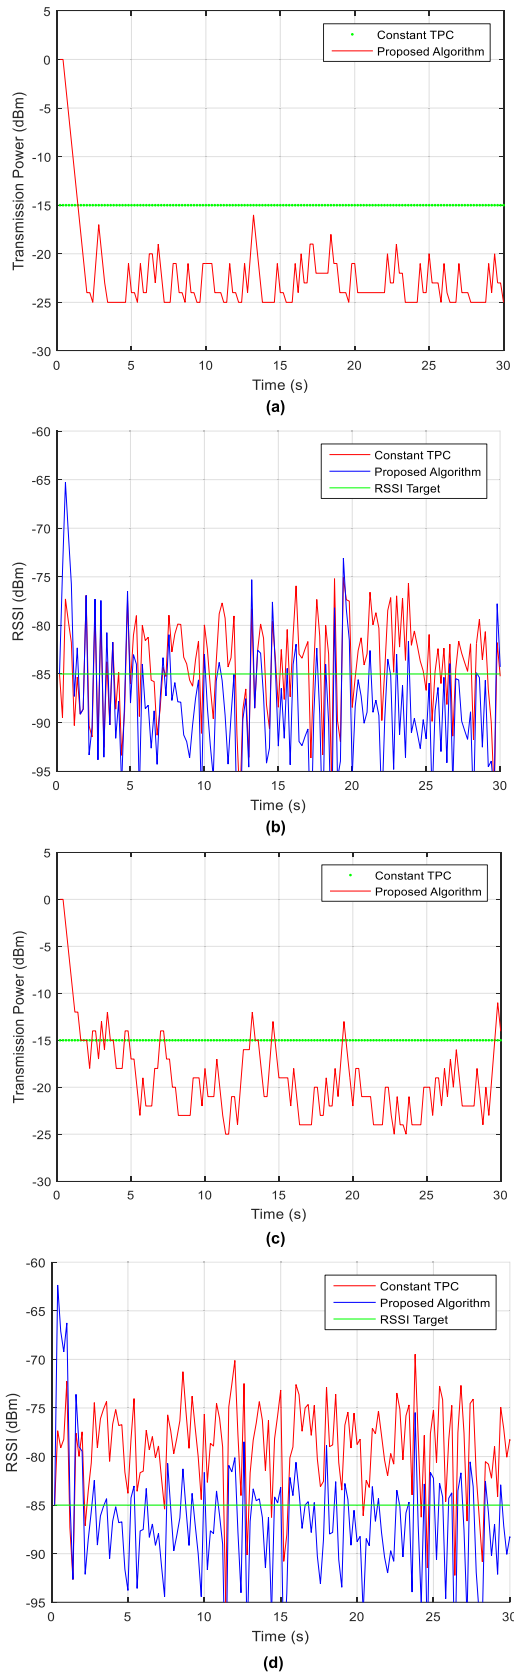 5
0
-5
-10
-15
-20
-25
-30
Transmission Power (dBm)
Constant TPC
Proposed Algorithm
0 5 10 15 20 25 30
Time (s)
(a)
-60
-65
-70
-75
-80
-85
-90
-95
RSSI (dBm)
Constant TPC
Proposed Algorithm
RSSI Target
0 5 10 15 20 25 30
Time (s)
(b)
5
0
-5
-10
-15
-20
-25
-30
Transmission Power (dBm)
Constant TPC
Proposed Algorithm
0 5 10 15 20 25 30
Time (s)
(c)
-60
-65
-70
-75
-80
-85
-90
-95
RSSI (dBm)
Constant TPC
Proposed Algorithm
RSSI Target
0 5 10 15 20 25 30
Time (s)
(d)